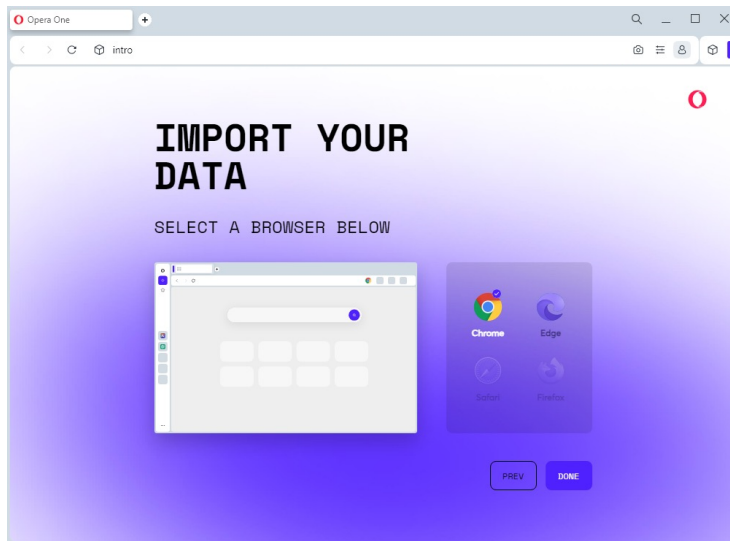 Opera One
intro
IMPORT YOUR
DATA
SELECT A BROWSER BELOW
Chrome
Edge
Safari
Firefox
PREV
DONE